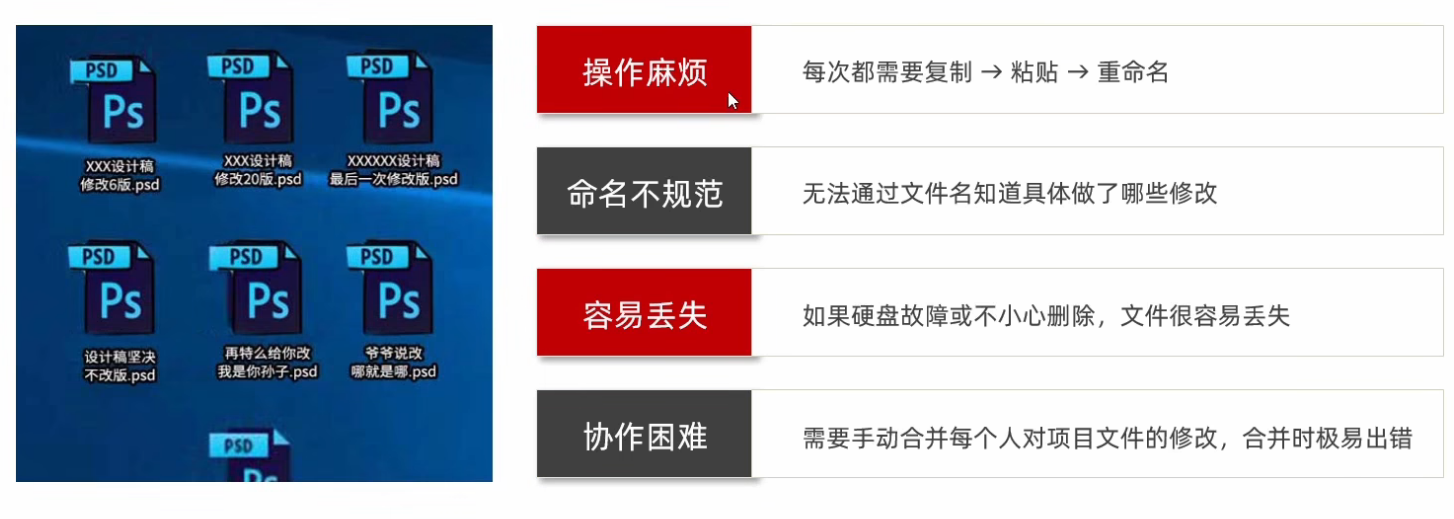 PSD
Ps
XXX设计稿
修改6版.psd
PSD
Ps
XXX设计稿
修改20版.psd
PSD
Ps
XXXXXX设计稿
最后一次修改版.psd
PSD
Ps
设计稿坚决
不改版.psd
PSD
Ps
再特么给你改
我是你孙子.psd
PSD
Ps
爷爷说改
哪就是哪.psd
PSD
Ps
操作麻烦
每次都需要复制 → 粘贴 → 重命名
命名不规范
无法通过文件名知道具体做了哪些修改
容易丢失
如果硬盘故障或不小心删除，文件很容易丢失
协作困难
需要手动合并每个人对项目文件的修改，合并时极易出错